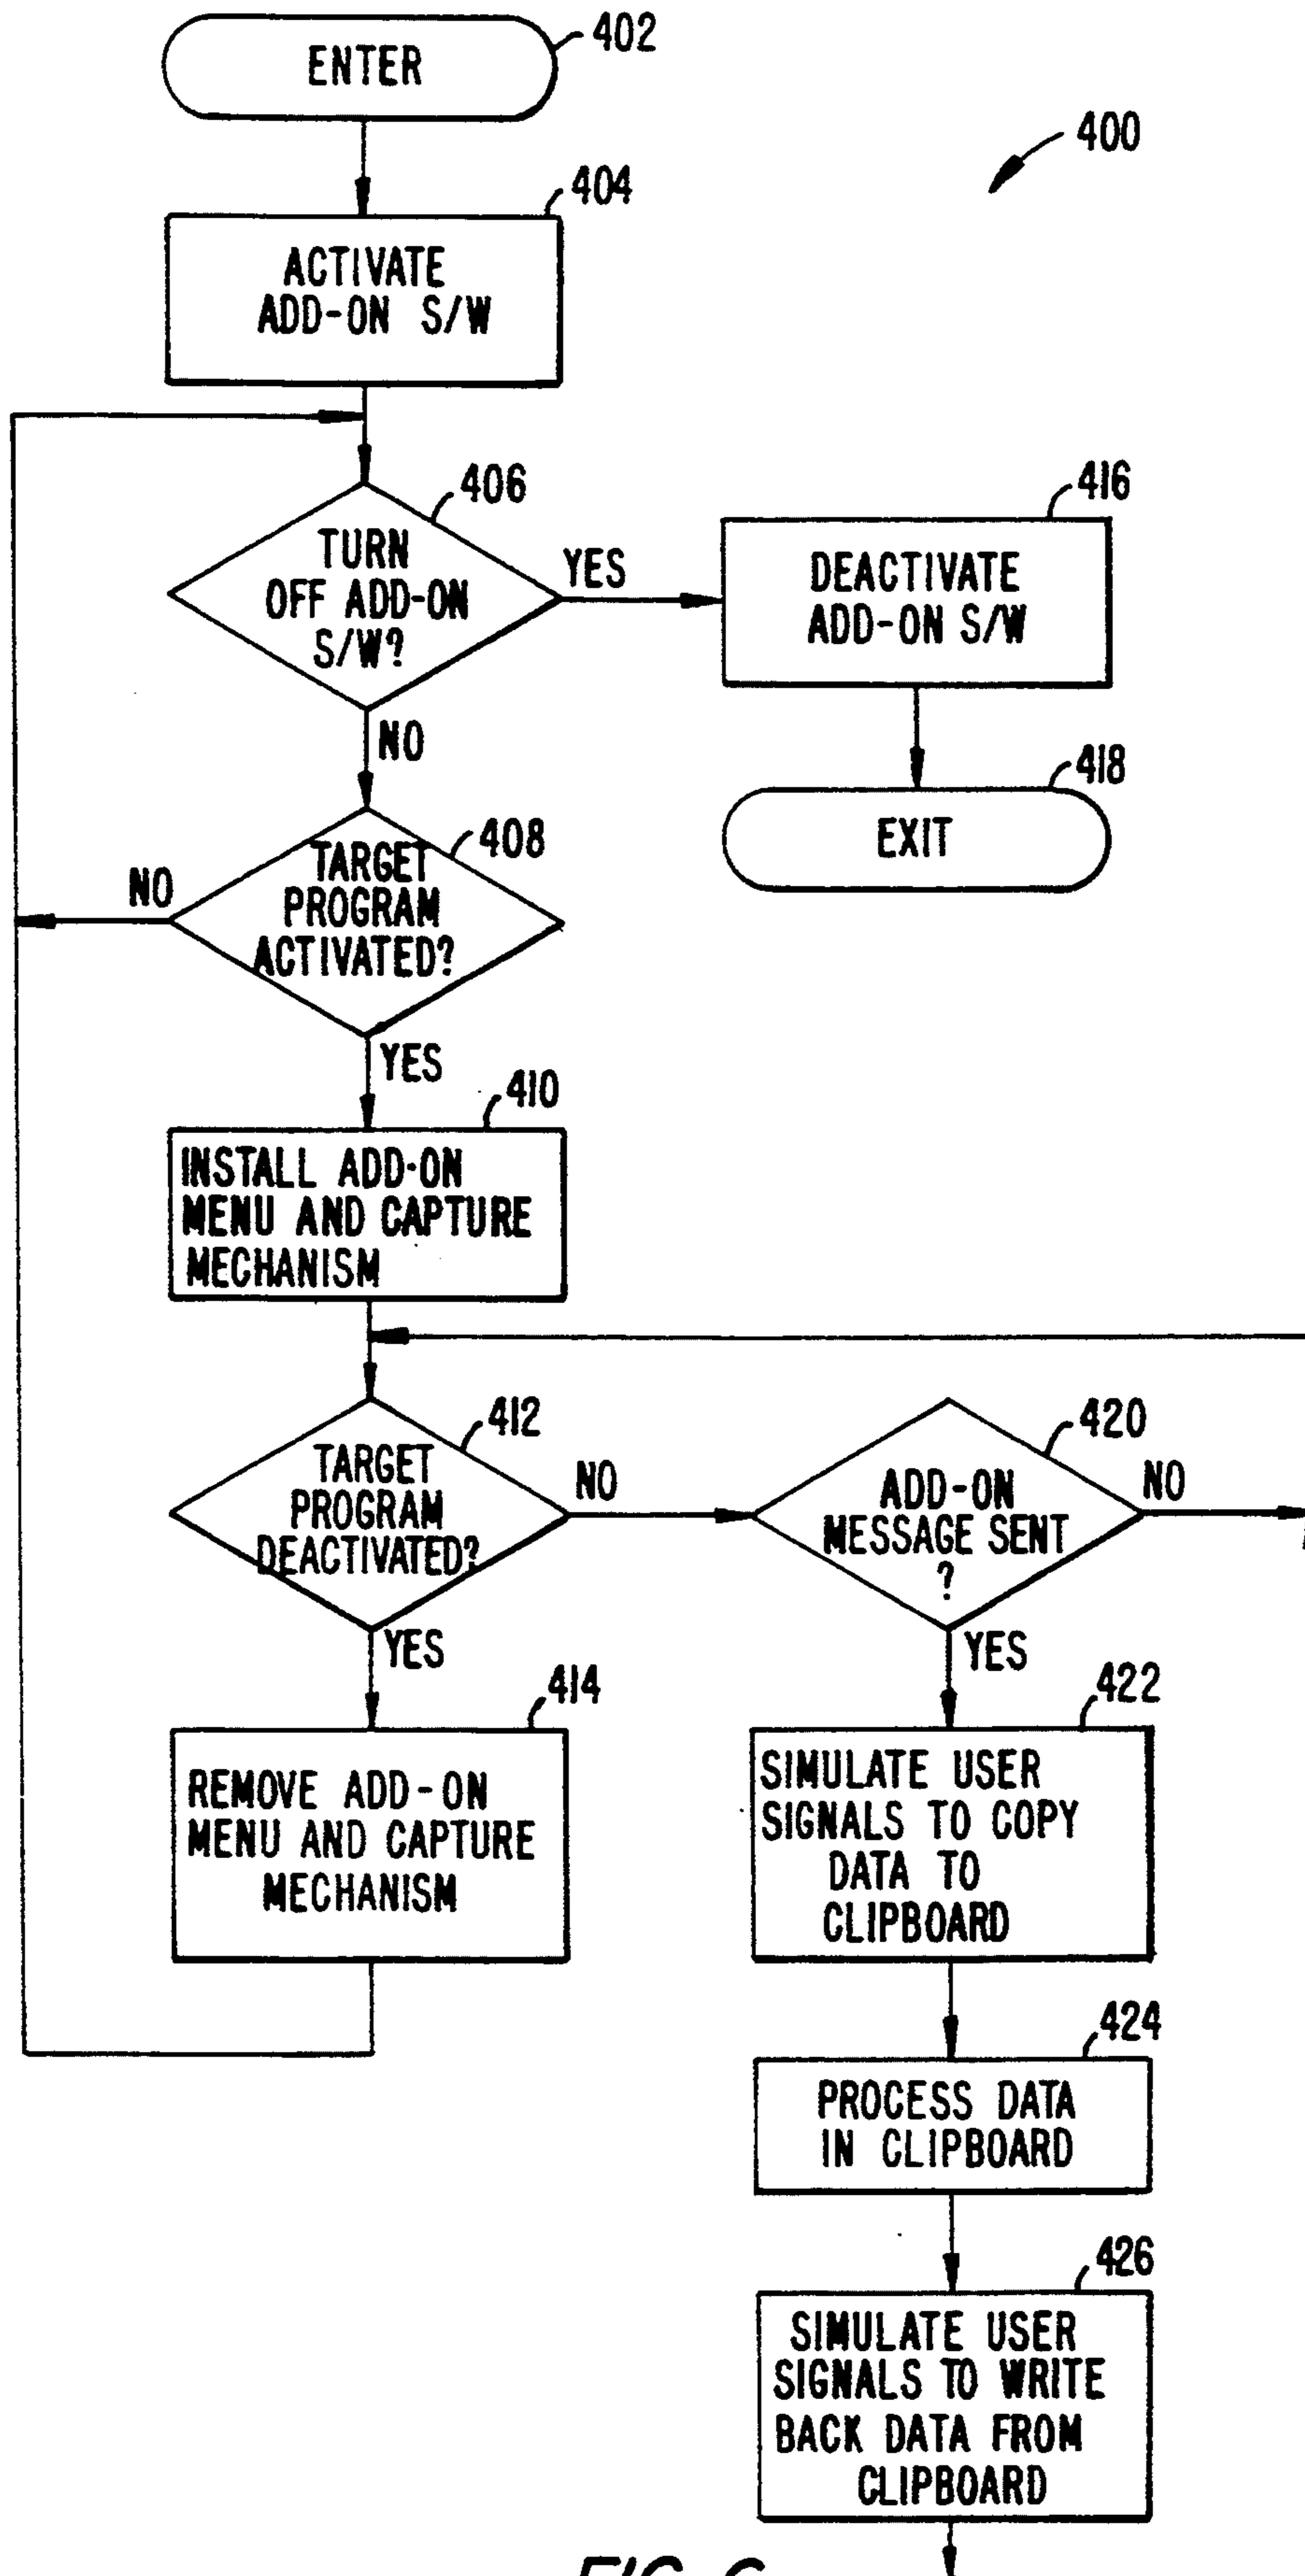 ENTER
402
400
404
ACTIVATE
ADD-ON S/W
406
TURN
OFF ADD-ON
S/W?
YES
416
DEACTIVATE
ADD-ON S/W
NO
418
EXIT
408
TARGET
PROGRAM
ACTIVATED?
NO
YES
410
INSTALL ADD-ON
MENU AND CAPTURE
MECHANISM
412
TARGET
PROGRAM
DEACTIVATED?
NO
420
ADD-ON
MESSAGE SENT
?
NO
YES
414
REMOVE ADD-ON
MENU AND CAPTURE
MECHANISM
YES
422
SIMULATE USER
SIGNALS TO COPY
DATA TO
CLIPBOARD
424
PROCESS DATA
IN CLIPBOARD
426
SIMULATE USER
SIGNALS TO WRITE
BACK DATA FROM
CLIPBOARD